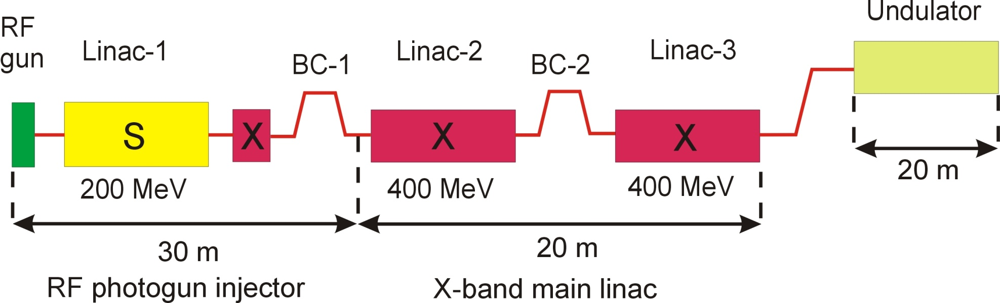 RF
gun
Linac-1
BC-1
Linac-2
BC-2
Linac-3
Undulator
S
X
X
X
200 MeV
400 MeV
400 MeV
20 m
30 m
20 m
RF photogun injector
X-band main linac